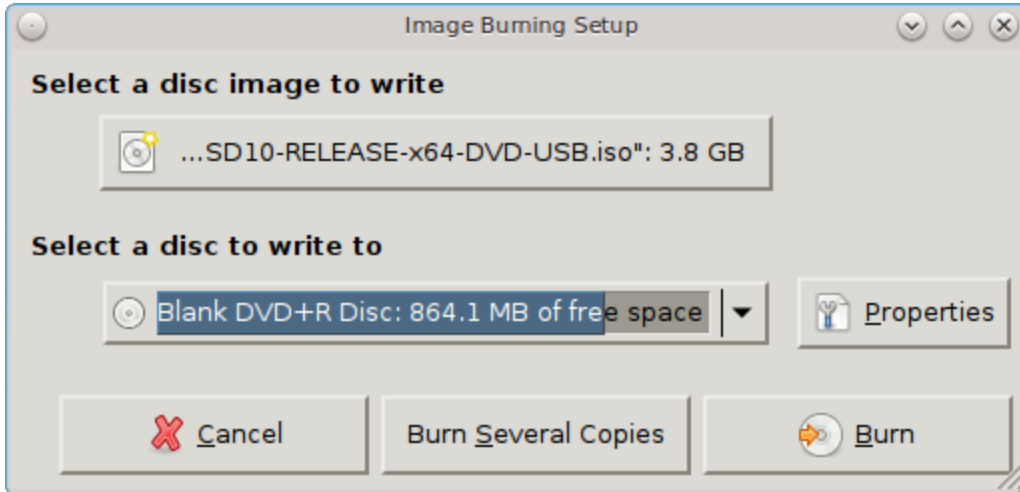 Image Burning Setup
Select a disc image to write
...SD10-RELEASE-x64-DVD-USB.iso": 3.8 GB
Select a disc to write to
Blank DVD+R Disc: 864.1 MB of free space
Properties
Cancel
Burn Several Copies
Burn